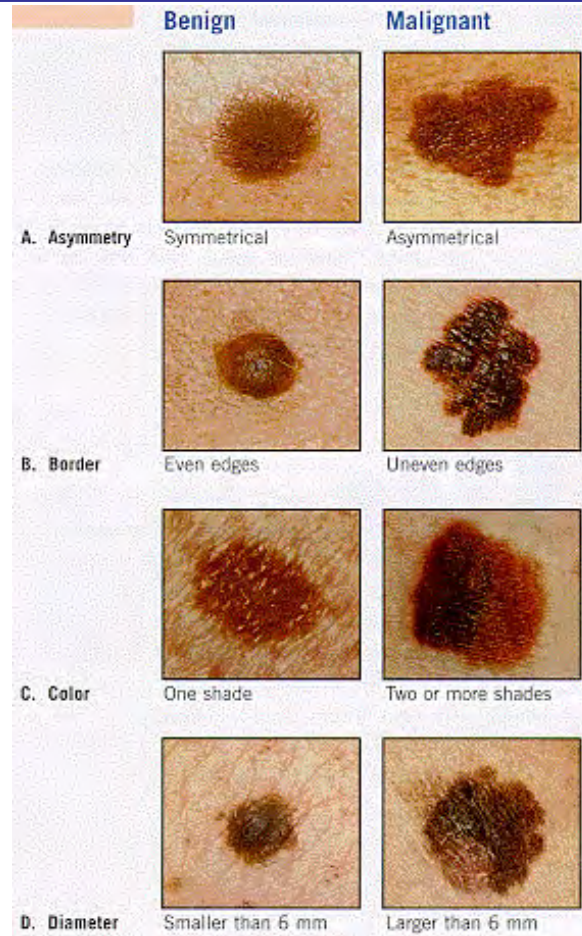 Benign Malignant
A. Asymmetry Symmetrical Asymmetrical
B. Border Even edges Uneven edges
C. Color One shade Two or more shades
D. Diameter Smaller than 6 mm Larger than 6 mm